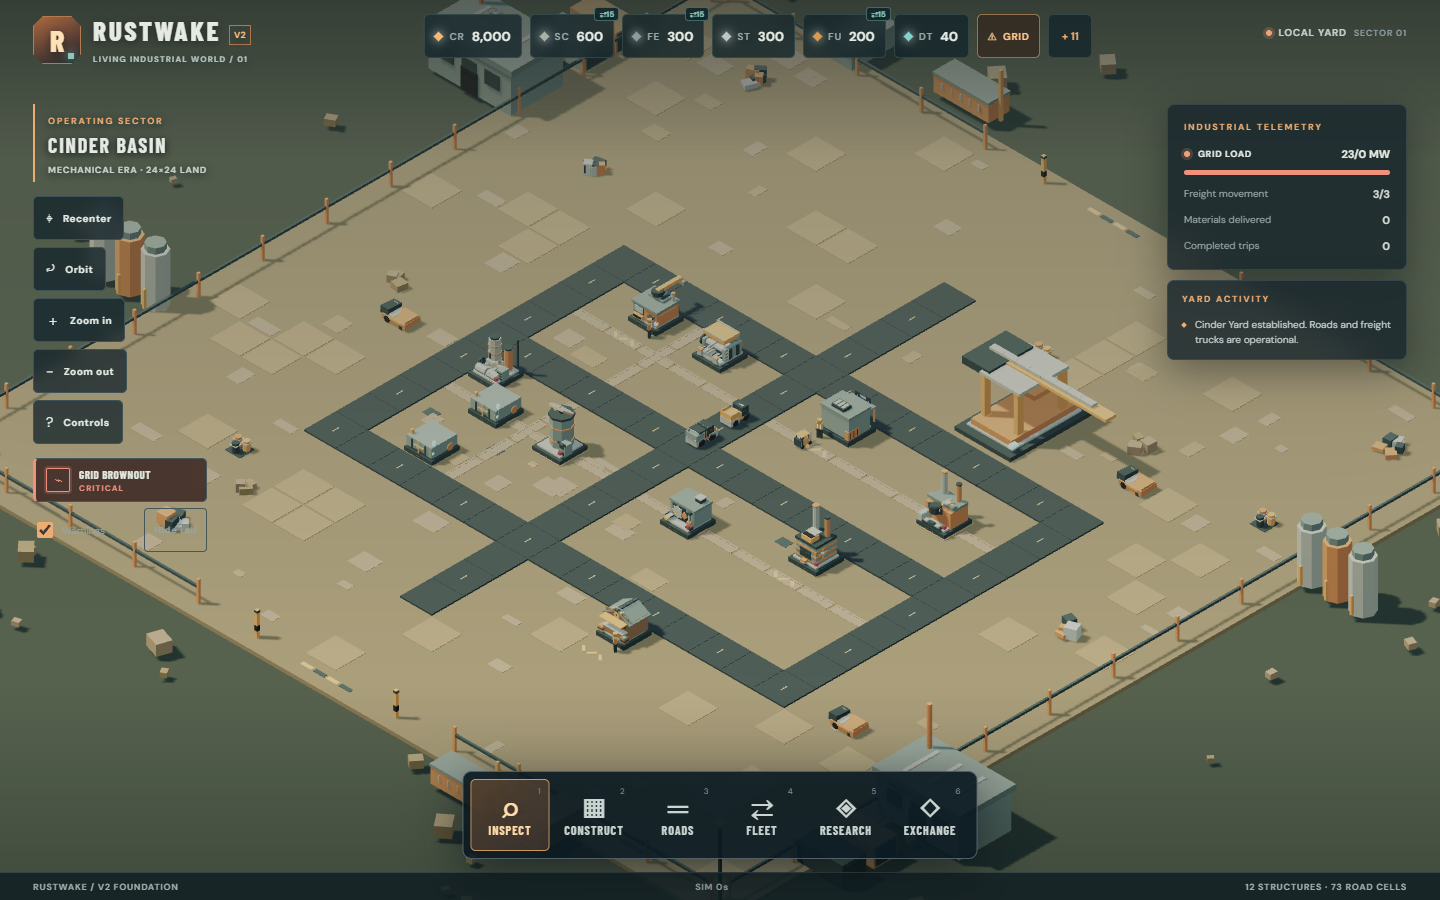 R
RUSTWAKE V2
LIVING INDUSTRIAL WORLD / 01
CR 8,000
SC 600
⇄15
FE 300
⇄15
ST 300
FU 200
⇄15
DT 40
⚠ GRID
+ 11
LOCAL YARD SECTOR 01
OPERATING SECTOR
CINDER BASIN
MECHANICAL ERA · 24×24 LAND
Recenter
Orbit
+ Zoom in
− Zoom out
? Controls
GRID BROWNOUT
CRITICAL
INDUSTRIAL TELEMETRY
GRID LOAD 23/0 MW
Freight movement 3/3
Materials delivered 0
Completed trips 0
YARD ACTIVITY
Cinder Yard established. Roads and freight
trucks are operational.
1
INSPECT
2
CONSTRUCT
3
ROADS
4
FLEET
5
RESEARCH
6
EXCHANGE
RUSTWAKE / V2 FOUNDATION
SIM 0s
12 STRUCTURES · 73 ROAD CELLS